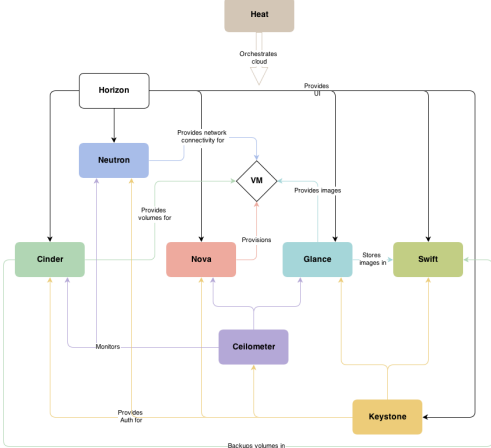 Heat
Orchestrates
cloud
Provides
UI
Horizon
Provides network
connectivity for
Neutron
VM
Provides images
Provides
volumes for
Provisions
Cinder
Nova
Glance
Stores
images in
Swift
Monitors
Ceilometer
Provides
Auth for
Keystone
Backups volumes in